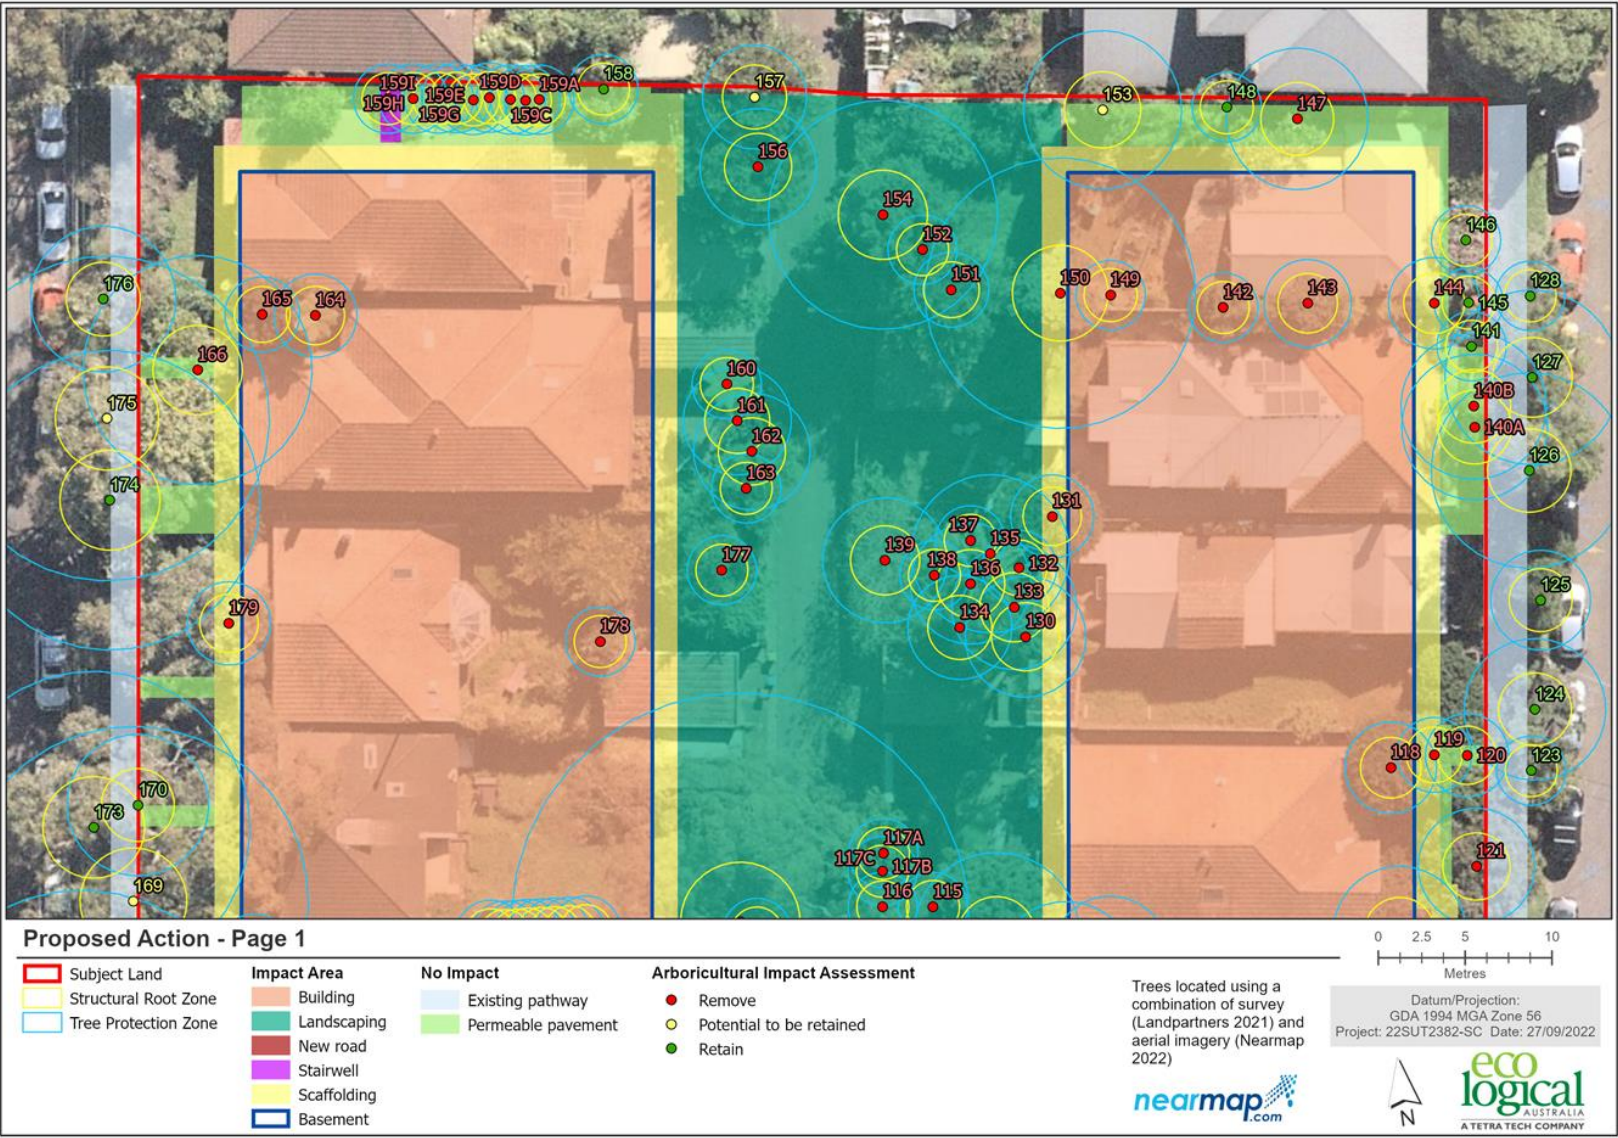 159I
159D
159A
158
159H
159E
159G
159C
157
153
148
147
156
154
152
151
146
176
165
164
150
149
142
143
144
145
128
141
166
160
127
175
161
140B
162
140A
163
174
126
131
137
135
139
138
136
132
177
133
125
179
178
134
130
124
118
119
120
123
170
173
117A
117C
117B
121
169
116
115
Proposed Action - Page 1
Subject Land
Structural Root Zone
Tree Protection Zone
Impact Area
Building
Landscaping
New road
Stairwell
Scaffolding
Basement
No Impact
Existing pathway
Permeable pavement
Arboricultural Impact Assessment
Remove
Potential to be retained
Retain
Trees located using a
combination of survey
(Landpartners 2021) and
aerial imagery (Nearmap
2022)
nearmap
.com
0 2.5 5 10
Metres
Datum/Projection:
GDA 1994 MGA Zone 56
Project: 22SUT2382-SC Date: 27/09/2022
N
eco
logical
AUSTRALIA
A TETRA TECH COMPANY